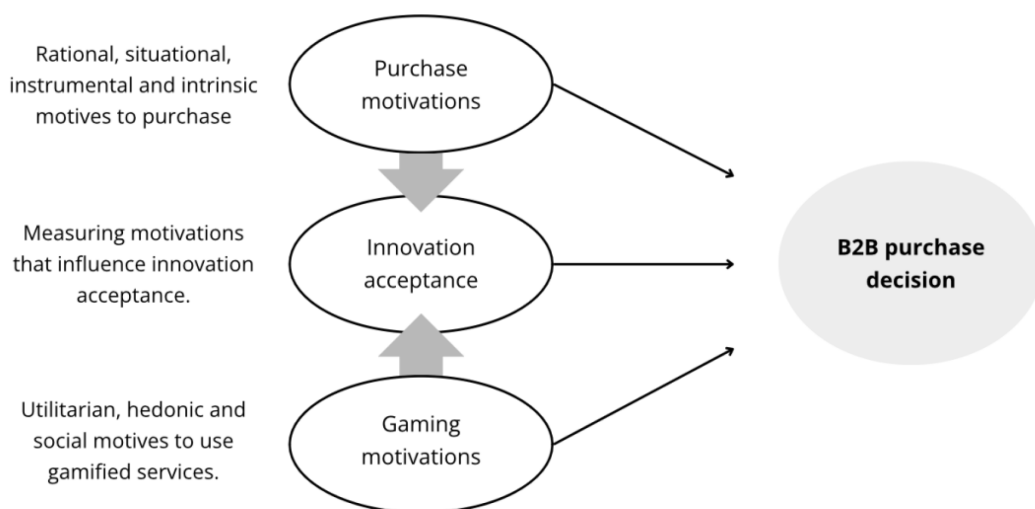 Rational, situational,
instrumental and intrinsic
motives to purchase
Purchase
motivations
Measuring motivations
that influence innovation
acceptance.
Innovation
acceptance
B2B purchase
decision
Utilitarian, hedonic and
social motives to use
gamified services.
Gaming
motivations